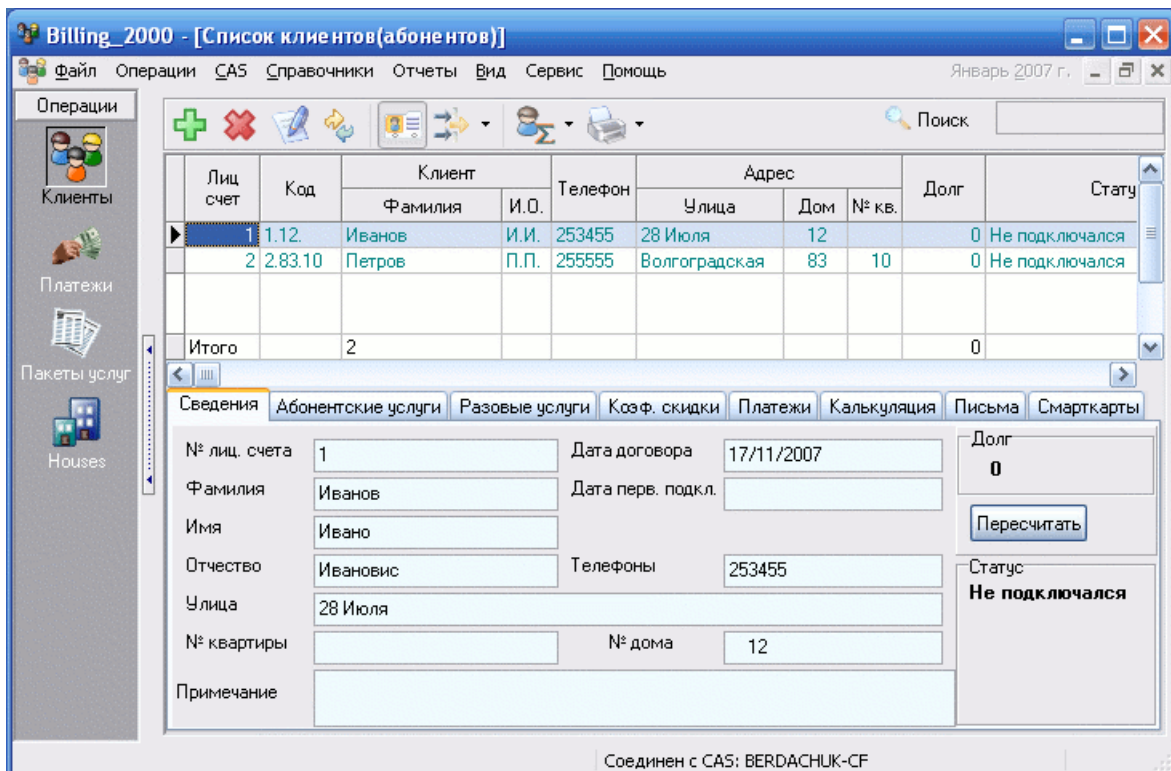 Billing_2000 - [Список клиентов(абонентов)]
Файл Операции CAS Справочники Отчеты Вид Сервис Помощь Январь 2007 г.
Операции
Клиенты
Платежи
Пакеты услуг
Houses
Поиск
Лиц счет Код Клиент Фамилия И.О. Телефон Адрес Улица Дом № кв. Долг Стату
1 1.12. Иванов И.И. 253455 28 Июля 12 0 Не подключался
2 2.83.10 Петров П.П. 255555 Волгоградская 83 10 0 Не подключался
Итого 2 0
Сведения Абонентские услуги Разовые услуги Коэф. скидки Платежи Калькуляция Письма Смарткарты
№ лиц. счета 1 Дата договора 17/11/2007
Фамилия Иванов Дата перв. подкл.
Имя Ивано
Отчество Ивановис Телефоны 253455
Улица 28 Июля
№ квартиры № дома 12
Примечание
Долг
0
Пересчитать
Статус
Не подключался
Соединен с CAS: BERDACHUK-CF